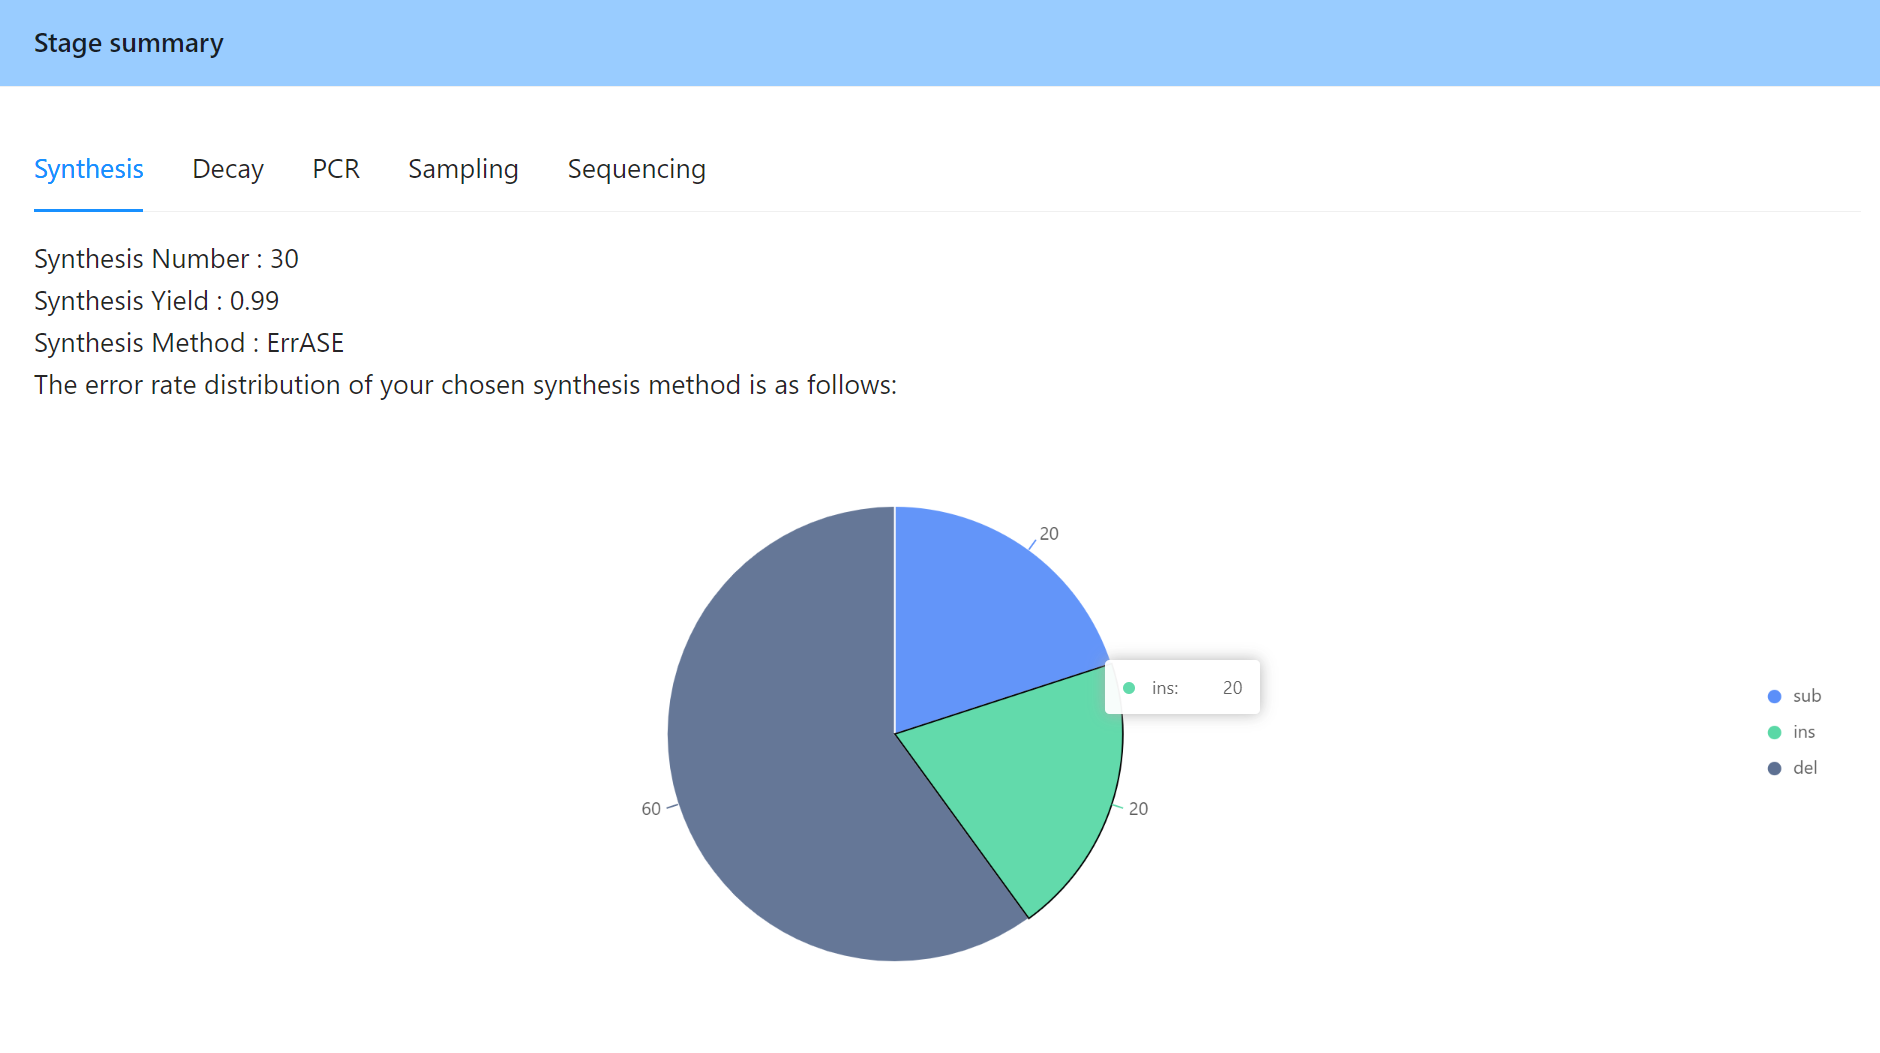 Stage summary
Synthesis Decay PCR Sampling Sequencing
Synthesis Number : 30
Synthesis Yield : 0.99
Synthesis Method : ErrASE
The error rate distribution of your chosen synthesis method is as follows:
20
ins: 20
sub
ins
del
60
20